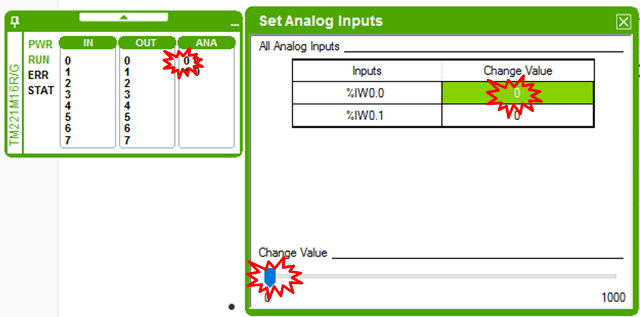 IN OUT ANA
PWR
RUN
ERR
STAT
TM221M16R/G
0 0 0
1 1 0
2 2
3 3
4 4
5 5
6 6
7 7
Set Analog Inputs
All Analog Inputs
Inputs Change Value
%IW0.0 0
%IW0.1 0
Change Value
0 1000